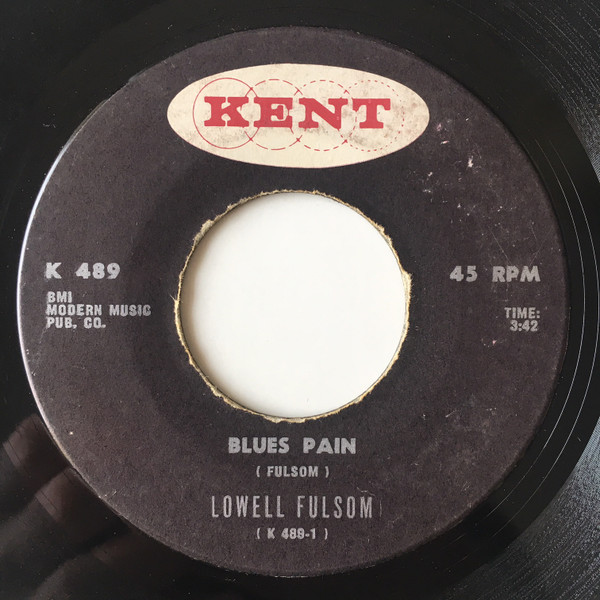 KENT
K 489
45 RPM
BMI
MODERN MUSIC
PUB. CO.
TIME:
3:42
BLUES PAIN
( FULSOM )
LOWELL FULSOM
( K 489-1 )